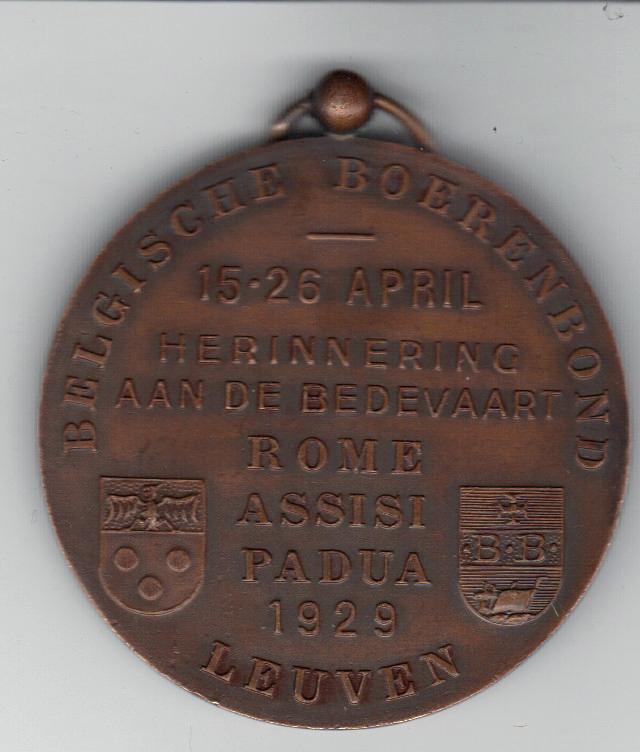 BELGISCHE BOERENBOND
15-26 APRIL
HERINNERING
AAN DE BEDEVAART
ROME
ASSISI
PADUA
1929
B B
LEUVEN